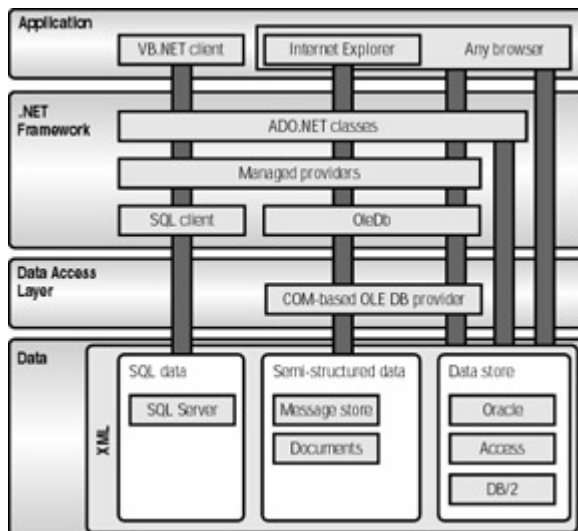 Application
VB.NET client
Internet Explorer
Any browser
.NET
Framework
ADO.NET classes
Managed providers
SQL client
OleDb
Data Access
Layer
COM-based OLE DB provider
Data
XML
SQL data
SQL Server
Semi-structured data
Message store
Documents
Data store
Oracle
Access
DB/2